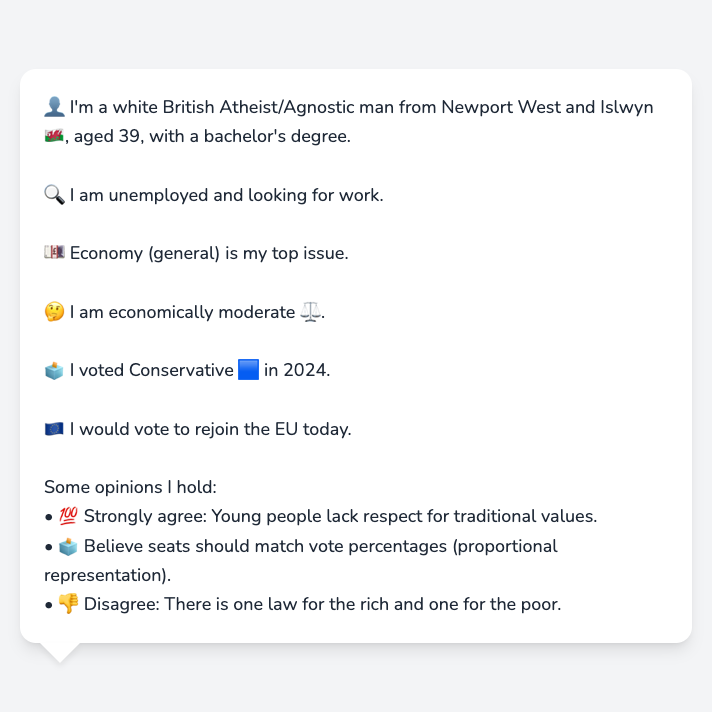 👤 I'm a white British Atheist/Agnostic man from Newport West and Islwyn
🏴󠁧󠁢󠁷󠁬󠁳󠁿, aged 39, with a bachelor's degree.
🔍 I am unemployed and looking for work.
💷 Economy (general) is my top issue.
🤔 I am economically moderate ⚖️.
🗳️ I voted Conservative 🟦 in 2024.
🇪🇺 I would vote to rejoin the EU today.
Some opinions I hold:
• 💯 Strongly agree: Young people lack respect for traditional values.
• 🗳️ Believe seats should match vote percentages (proportional
representation).
• 👎 Disagree: There is one law for the rich and one for the poor.